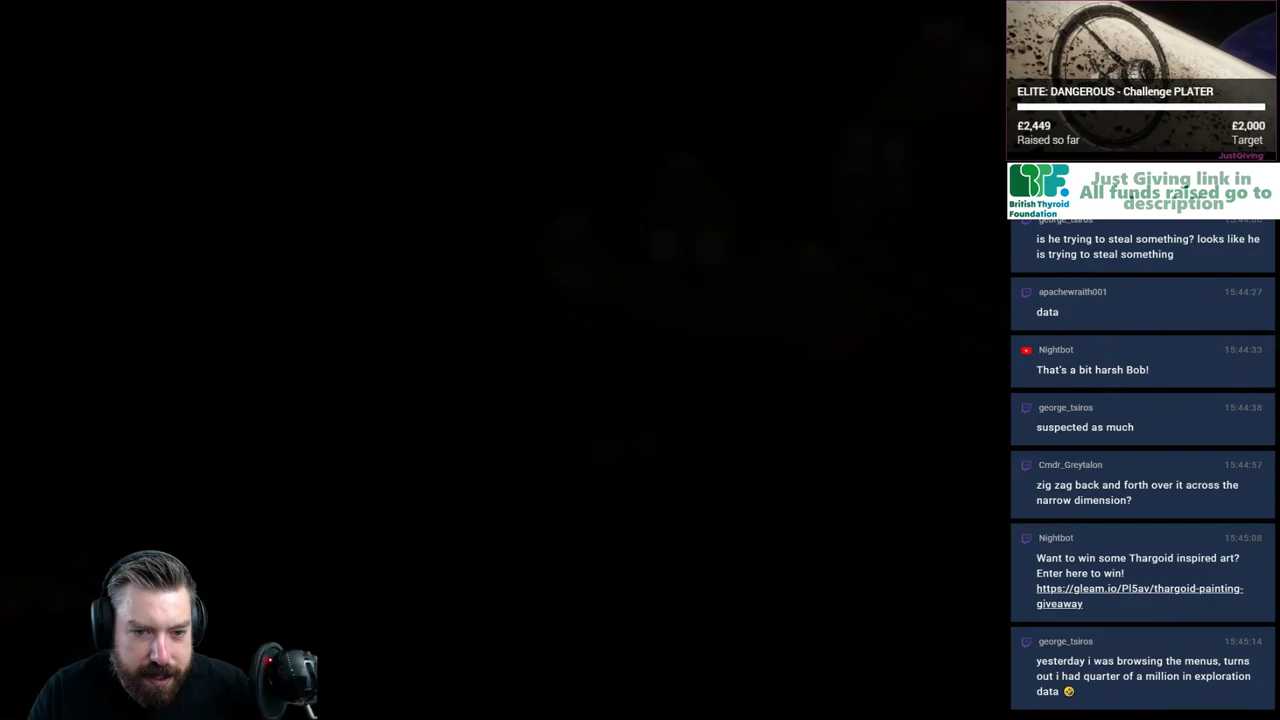 ELITE: DANGEROUS - Challenge PLATER
£2,449
£2,000
Raised so far
Target
JustGiving
British Thyroid
Foundation
Just Giving link in
All funds raised go to
description
george_tsiros
is he trying to steal something? looks like he
is trying to steal something
apachewraith001
15:44:27
data
Nightbot
15:44:33
That's a bit harsh Bob!
george_tsiros
15:44:38
suspected as much
Cmdr_Greytalon
15:44:57
zig zag back and forth over it across the
narrow dimension?
Nightbot
15:45:08
Want to win some Thargoid inspired art?
Enter here to win!
https://gleam.io/Pl5av/thargoid-painting-
giveaway
george_tsiros
15:45:14
yesterday i was browsing the menus, turns
out i had quarter of a million in exploration
data 🤣